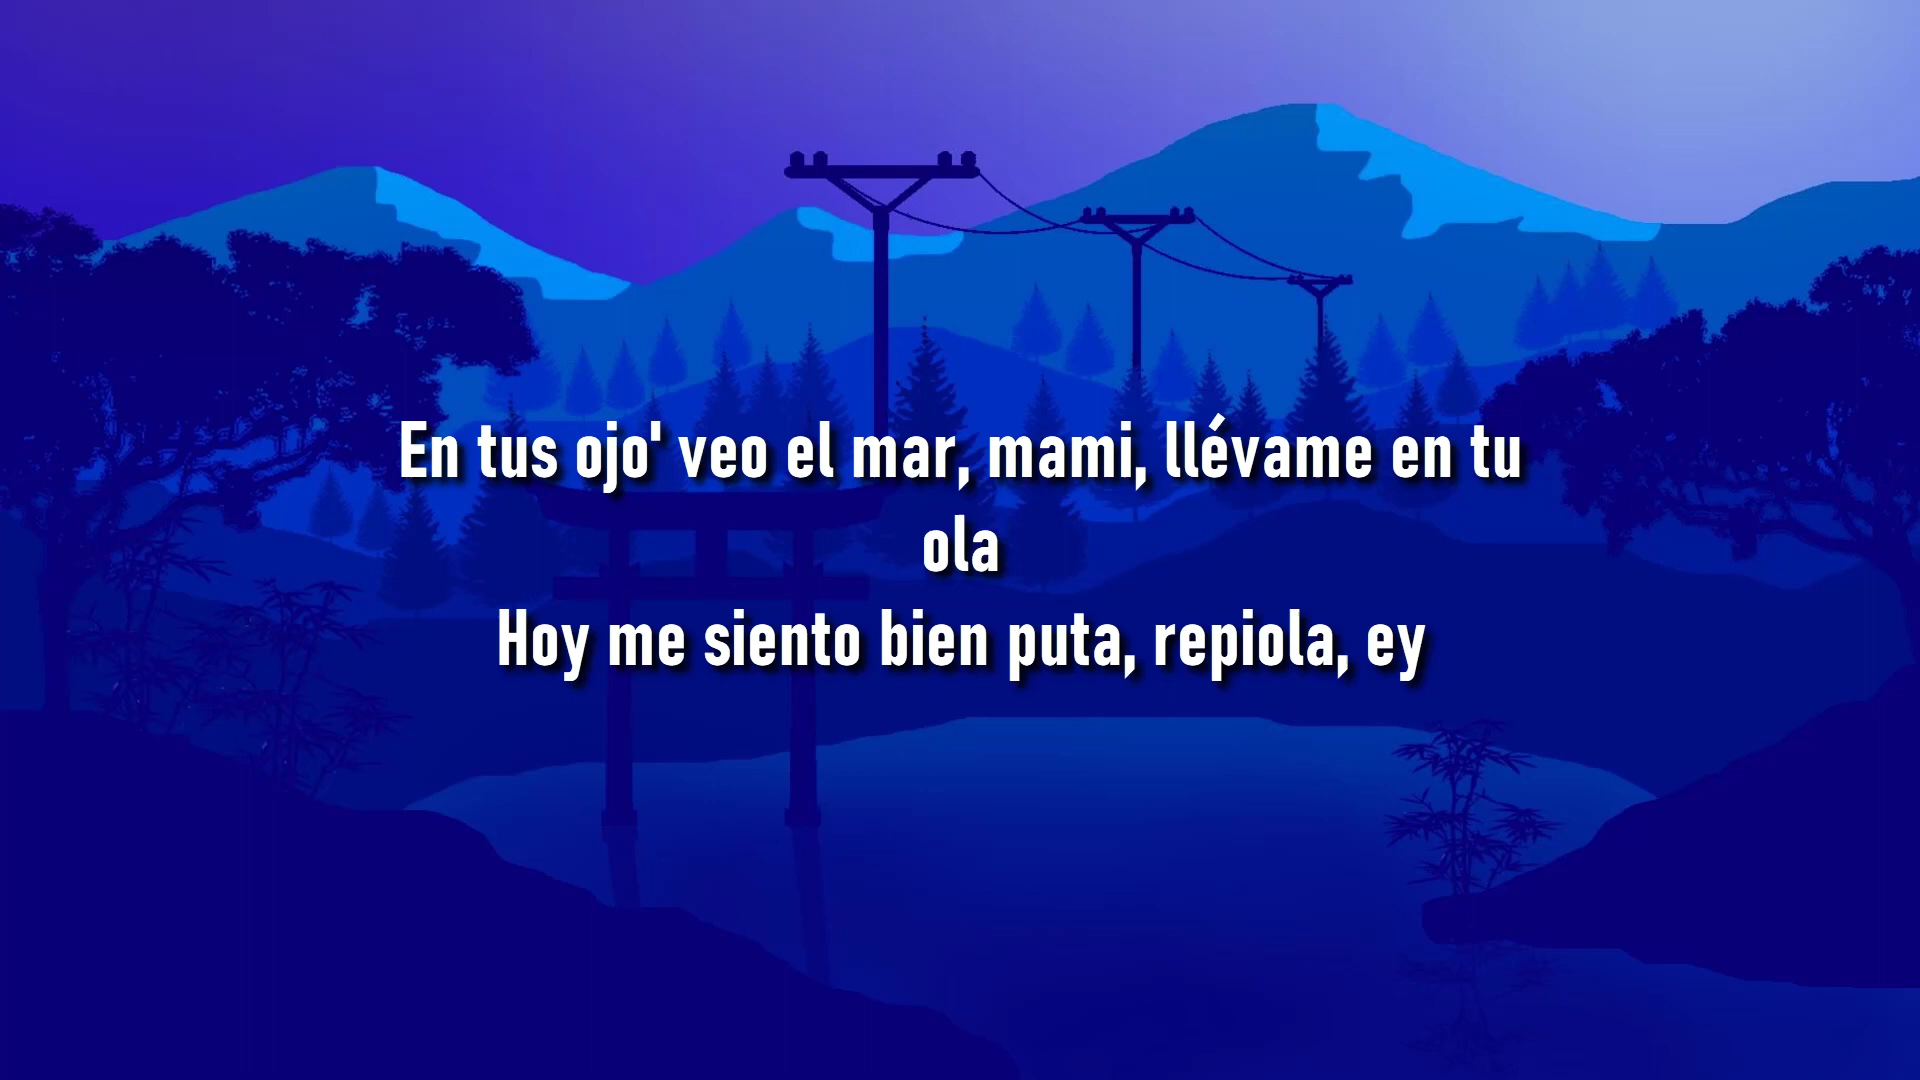 En tus ojo' veo el mar, mami, llévame en tu
ola
Hoy me siento bien puta, repiola, ey